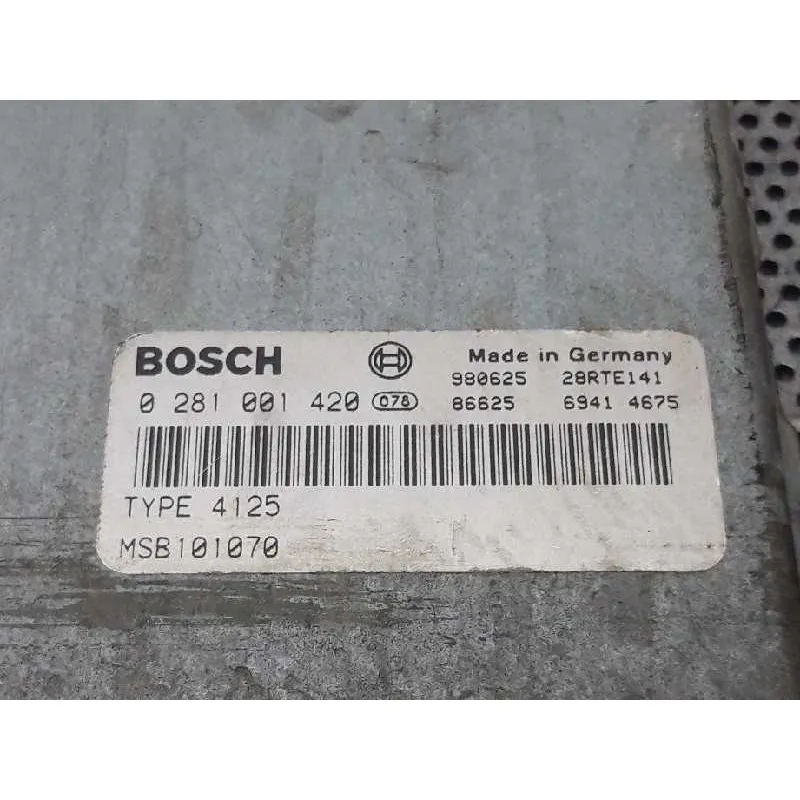 BOSCH Made in Germany
980625 28RTE141
0 281 001 420 078 86625 6941 4675
TYPE 4125
MSB101070